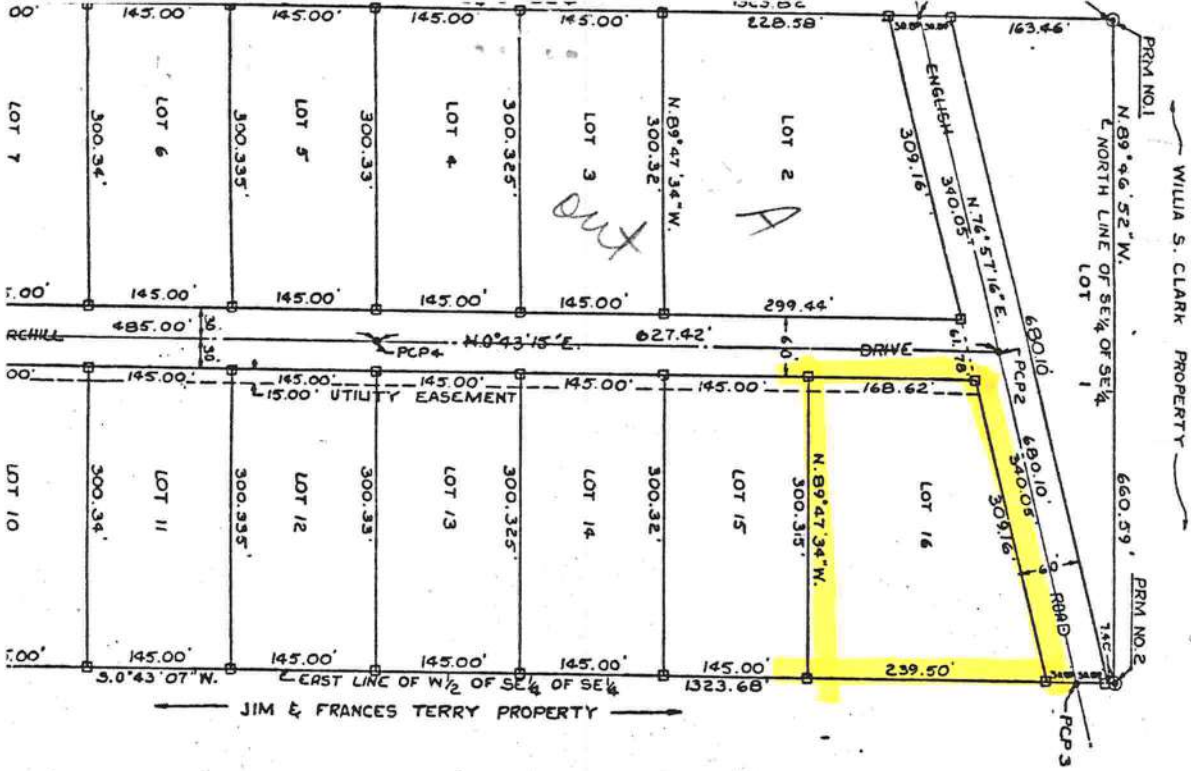 WILLIA S. CLARK PROPERTY
PRM NO.1
N.89°46'52"W.
660.59'
PRM NO.2
NORTH LINE OF SE¼ OF SE¼
LOT 1
163.46'
680.10'
60'
ENGLISH
N.76°57'16"E.
340.05'
PCP2
680.10'
340.05'
ROAD
PCP3
309.16'
61.78'
309.16'
00'
145.00'
145.00'
145.00'
145.00'
228.58'
LOT 7
LOT 6
LOT 5
LOT 4
LOT 3
LOT 2
300.34'
300.335'
300.33'
300.325'
N.89°47'34"W.
300.32'
out
A
145.00'
145.00'
145.00'
145.00'
299.44'
RCHILL
485.00'
30.
30.
PCP4
N.0°43'15"E.
627.42'
60'
DRIVE
145.00'
145.00'
145.00'
145.00'
145.00'
168.62'
15.00' UTILITY EASEMENT
LOT 10
LOT 11
LOT 12
LOT 13
LOT 14
LOT 15
LOT 16
300.34'
300.335'
300.33'
300.325'
300.32'
N.89°47'34"W.
300.315'
145.00'
145.00'
145.00'
145.00'
145.00'
239.50'
S.0°43'07"W.
EAST LINE OF W/2 OF SE¼ OF SE¼
1323.68'
JIM & FRANCES TERRY PROPERTY